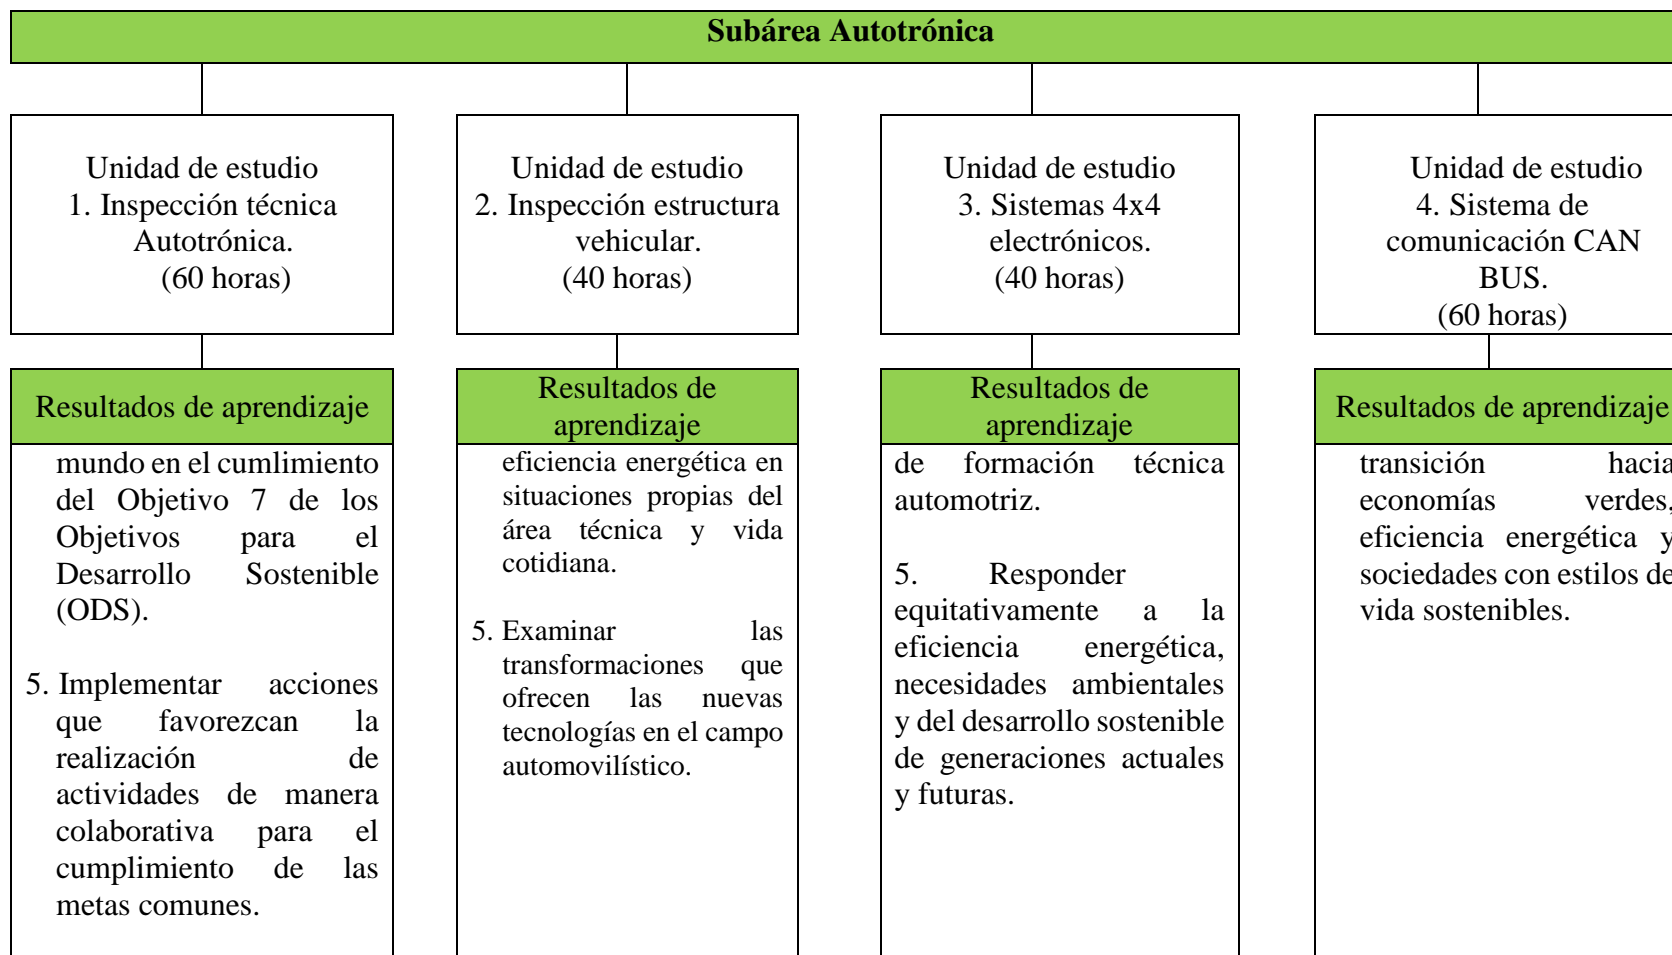 Subárea Autotrónica
Unidad de estudio
1. Inspección técnica
Autotrónica.
(60 horas)
Unidad de estudio
2. Inspección estructura
vehicular.
(40 horas)
Unidad de estudio
3. Sistemas 4x4
electrónicos.
(40 horas)
Unidad de estudio
4. Sistema de
comunicación CAN
BUS.
(60 horas)
Resultados de aprendizaje
mundo en el cumlimiento
del Objetivo 7 de los
Objetivos para el
Desarrollo Sostenible
(ODS).
5. Implementar acciones
que favorezcan la
realización de
actividades de manera
colaborativa para el
cumplimiento de las
metas comunes.
Resultados de
aprendizaje
eficiencia energética en
situaciones propias del
área técnica y vida
cotidiana.
5. Examinar las
transformaciones que
ofrecen las nuevas
tecnologías en el campo
automovilístico.
Resultados de
aprendizaje
de formación técnica
automotriz.
5. Responder
equitativamente a la
eficiencia energética,
necesidades ambientales
y del desarrollo sostenible
de generaciones actuales
y futuras.
Resultados de aprendizaje
transición hacia
economías verdes,
eficiencia energética y
sociedades con estilos de
vida sostenibles.